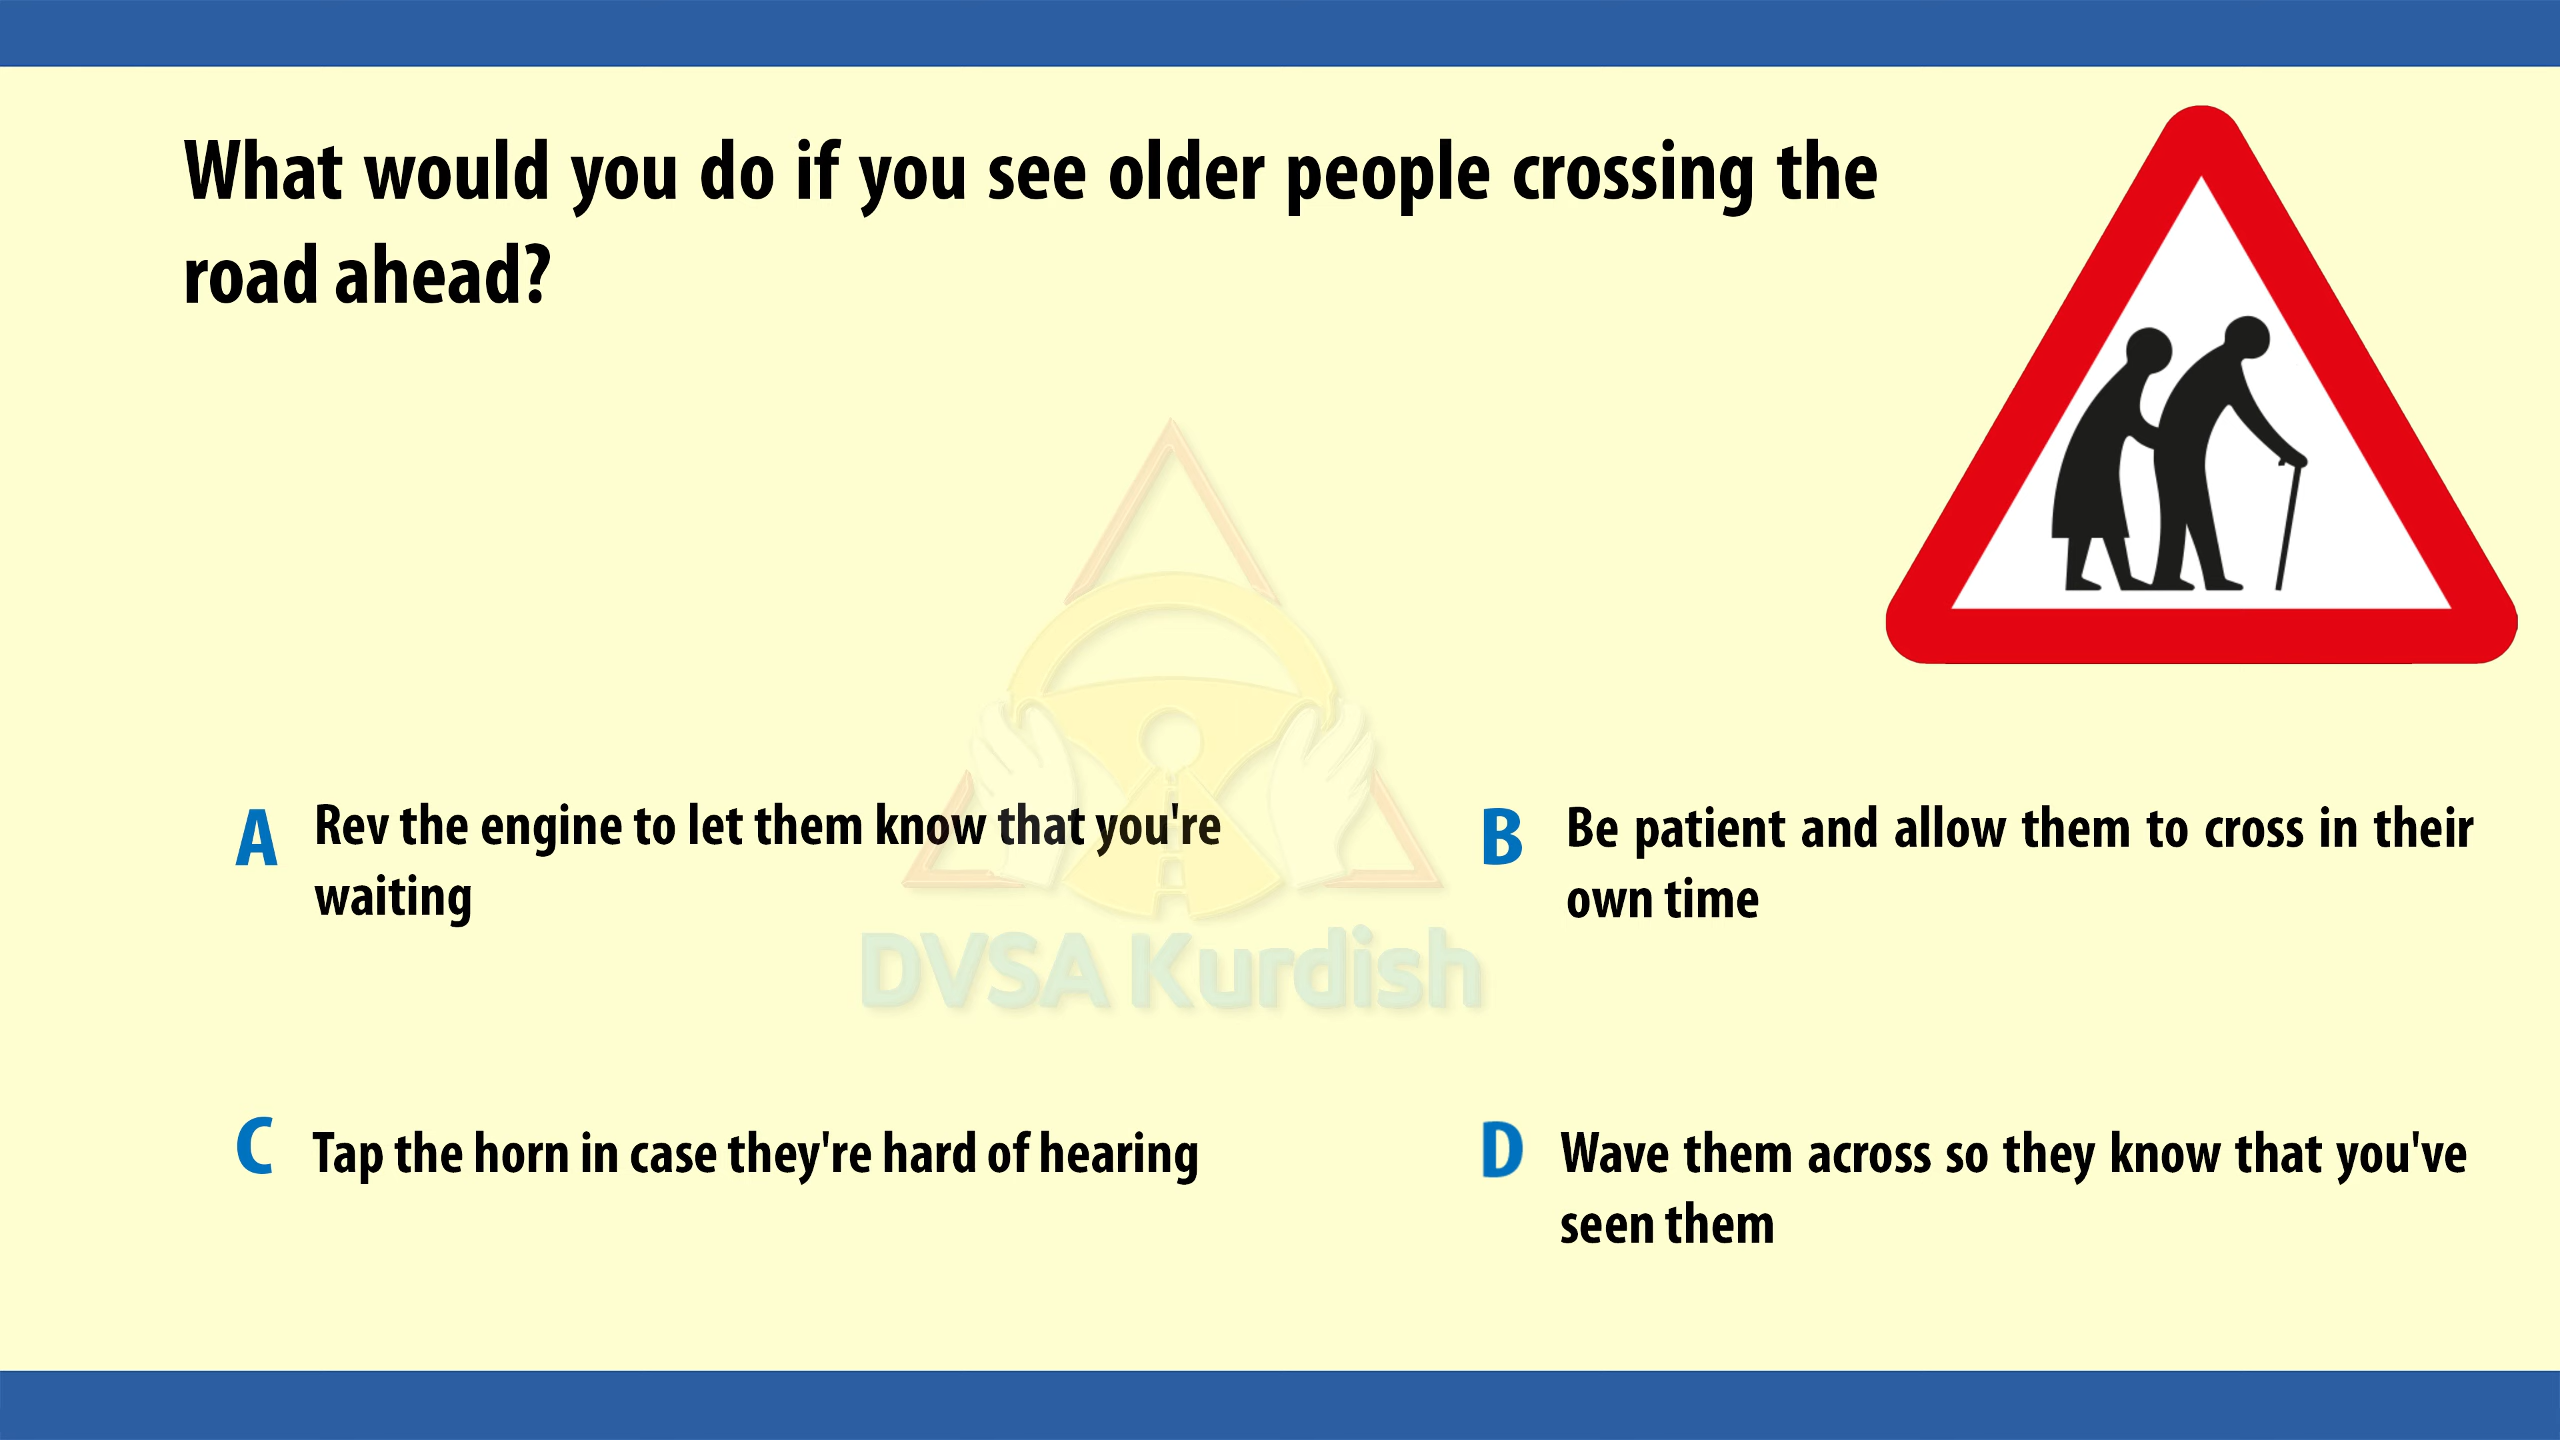 What would you do if you see older people crossing the
road ahead?
A
Rev the engine to let them know that you're
waiting
B
Be patient and allow them to cross in their
own time
DVSA Kurdish
C
Tap the horn in case they're hard of hearing
D
Wave them across so they know that you've
seen them